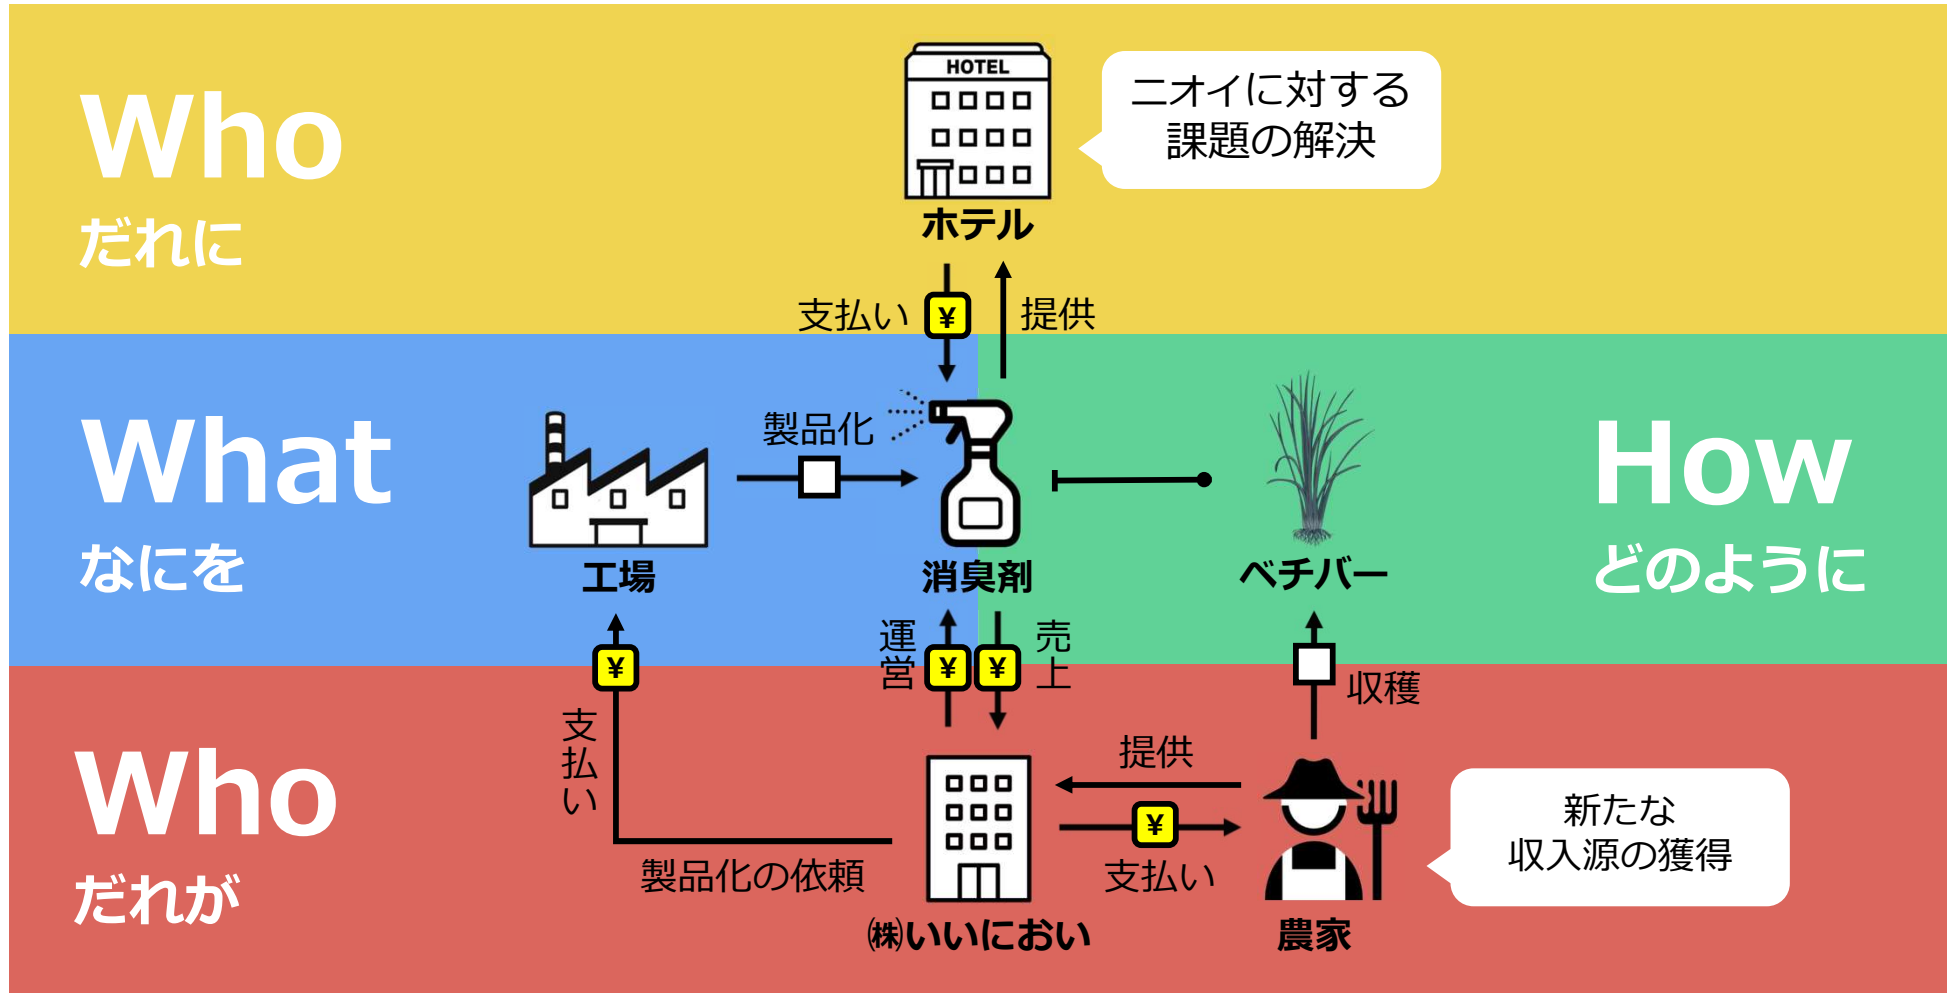 Who
だれに
HOTEL
ホテル
ニオイに対する
課題の解決
支払い
¥
提供
What
なにを
工場
製品化
消臭剤
ベチバー
How
どのように
¥
支払い
運営
¥
¥
売上
収穫
Who
だれが
製品化の依頼
㈱いいにおい
提供
¥
支払い
農家
新たな
収入源の獲得